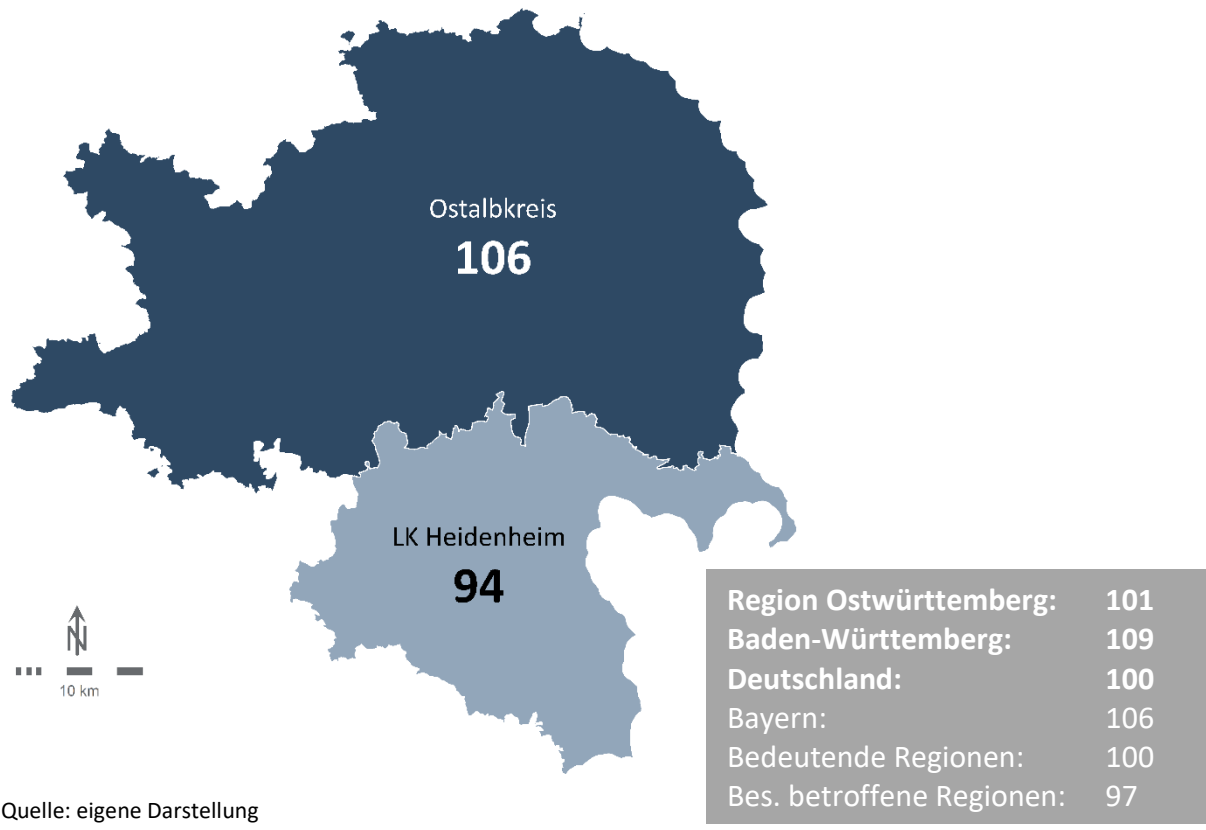 Ostalbkreis
106
LK Heidenheim
94
N
10 km
Region Ostwürttemberg: 101
Baden-Württemberg: 109
Deutschland: 100
Bayern: 106
Bedeutende Regionen: 100
Bes. betroffene Regionen: 97
Quelle: eigene Darstellung